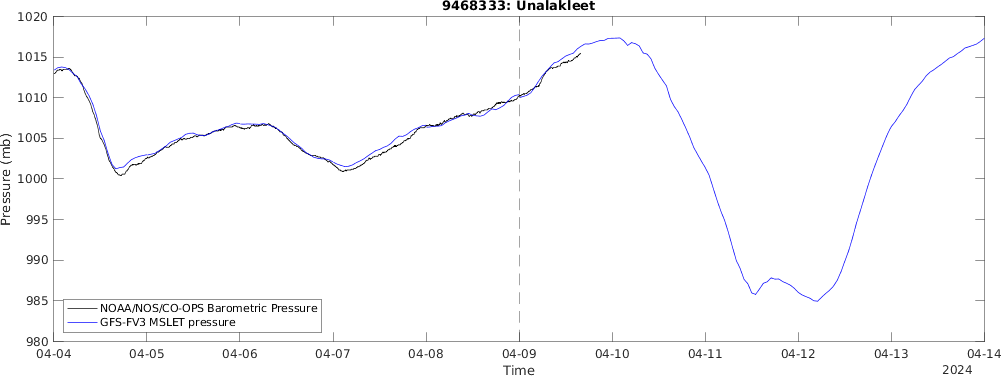 9468333: Unalakleet
1020
1015
1010
1005
1000
995
990
985
980
Pressure (mb)
NOAA/NOS/CO-OPS Barometric Pressure
GFS-FV3 MSLET pressure
04-04 04-05 04-06 04-07 04-08 04-09 04-10 04-11 04-12 04-13 04-14
Time
2024